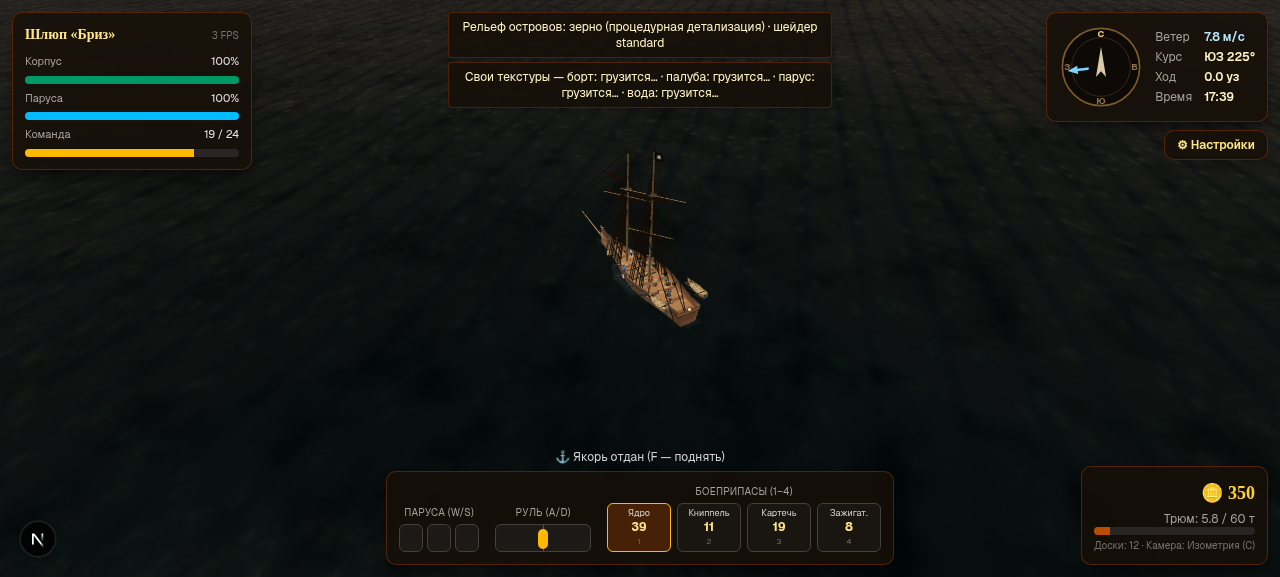 Шлюп «Бриз»
3 FPS
Корпус
100%
Паруса
100%
Команда
19 / 24
Рельеф островов: зерно (процедурная детализация) · шейдер
standard
Свои текстуры — борт: грузится… · палуба: грузится… · парус:
грузится… · вода: грузится…
С
З
В
Ю
Ветер 7.8 м/с
Курс ЮЗ 225°
Ход 0.0 уз
Время 17:39
⚙ Настройки
⚓ Якорь отдан (F — поднять)
ПАРУСА (W/S)
РУЛЬ (A/D)
БОЕПРИПАСЫ (1–4)
Ядро
39
1
Книппель
11
2
Картечь
19
3
Зажигат.
8
4
350
Трюм: 5.8 / 60 т
Доски: 12 · Камера: Изометрия (C)
N